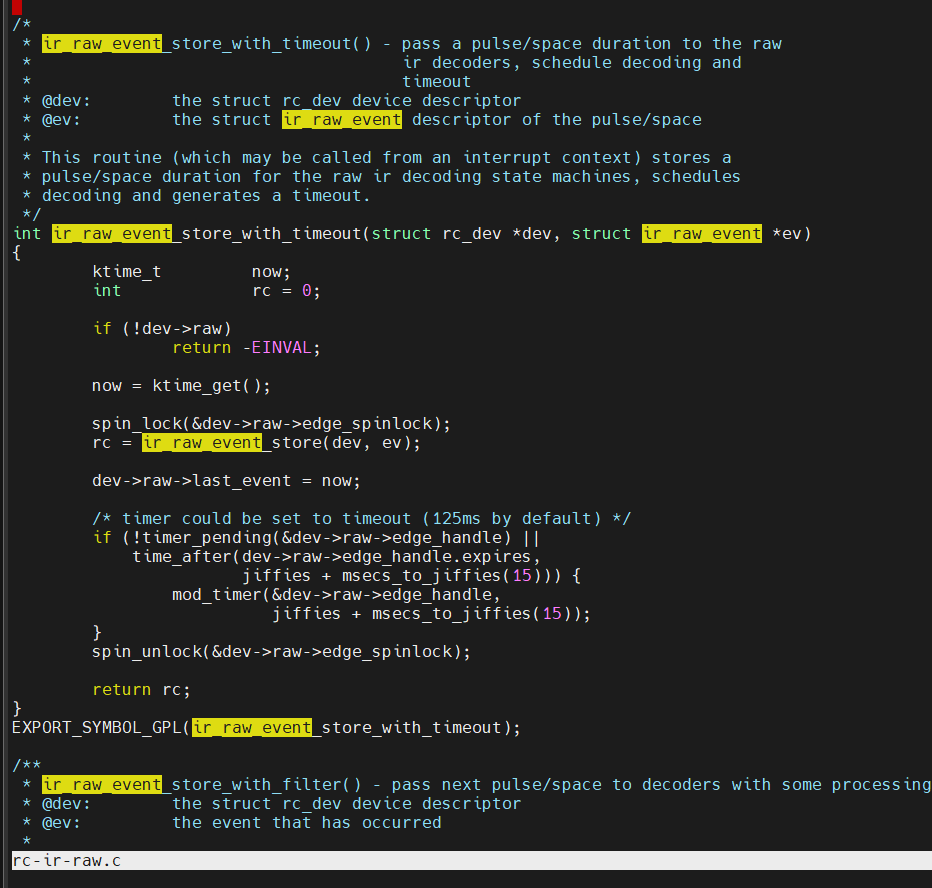 /*
 * ir_raw_event_store_with_timeout() - pass a pulse/space duration to the raw
 *                                     ir decoders, schedule decoding and
 *                                     timeout
 * @dev:        the struct rc_dev device descriptor
 * @ev:         the struct ir_raw_event descriptor of the pulse/space
 *
 * This routine (which may be called from an interrupt context) stores a
 * pulse/space duration for the raw ir decoding state machines, schedules
 * decoding and generates a timeout.
 */
int ir_raw_event_store_with_timeout(struct rc_dev *dev, struct ir_raw_event *ev)
{
        ktime_t         now;
        int             rc = 0;

        if (!dev->raw)
                return -EINVAL;

        now = ktime_get();

        spin_lock(&dev->raw->edge_spinlock);
        rc = ir_raw_event_store(dev, ev);

        dev->raw->last_event = now;

        /* timer could be set to timeout (125ms by default) */
        if (!timer_pending(&dev->raw->edge_handle) ||
            time_after(dev->raw->edge_handle.expires,
                       jiffies + msecs_to_jiffies(15))) {
                mod_timer(&dev->raw->edge_handle,
                          jiffies + msecs_to_jiffies(15));
        }
        spin_unlock(&dev->raw->edge_spinlock);

        return rc;
}
EXPORT_SYMBOL_GPL(ir_raw_event_store_with_timeout);

/**
 * ir_raw_event_store_with_filter() - pass next pulse/space to decoders with some processing
 * @dev:        the struct rc_dev device descriptor
 * @ev:         the event that has occurred
 *
rc-ir-raw.c